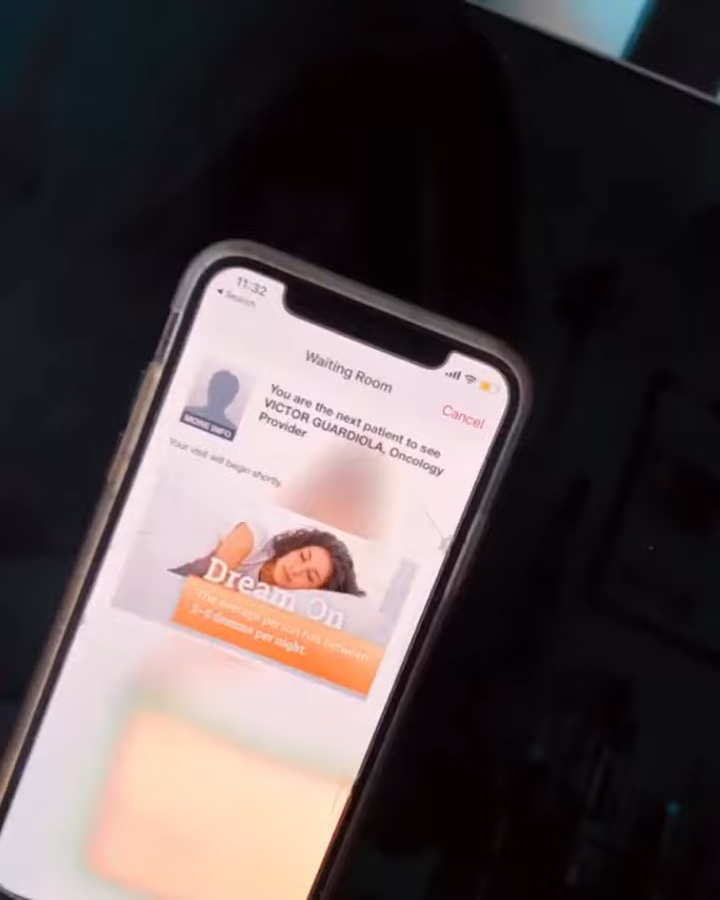 11:32
◀ Search
Waiting Room
Cancel
MORE INFO
You are the next patient to see
VICTOR GUARDIOLA, Oncology
Provider
Your visit will begin shortly.
Dream On
The average person has between
3-5 dreams per night.